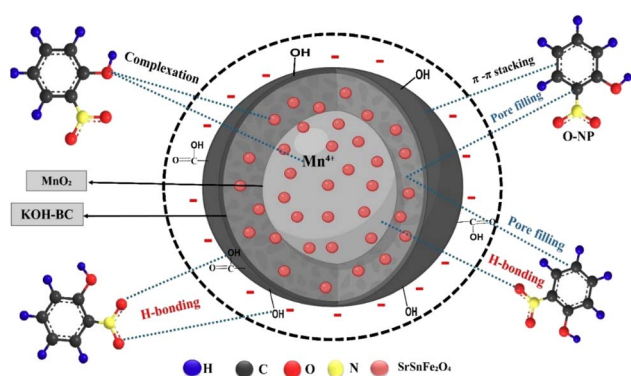 OH
Complexation
OH
π -π stacking
Pore filling
O-NP
Mn⁴⁺
OH
O=C
MnO₂
KOH-BC
C=O
OH
Pore filling
OH
O=C
H-bonding
H-bonding
OH
OH
H
C
O
N
SrSnFe₂O₄